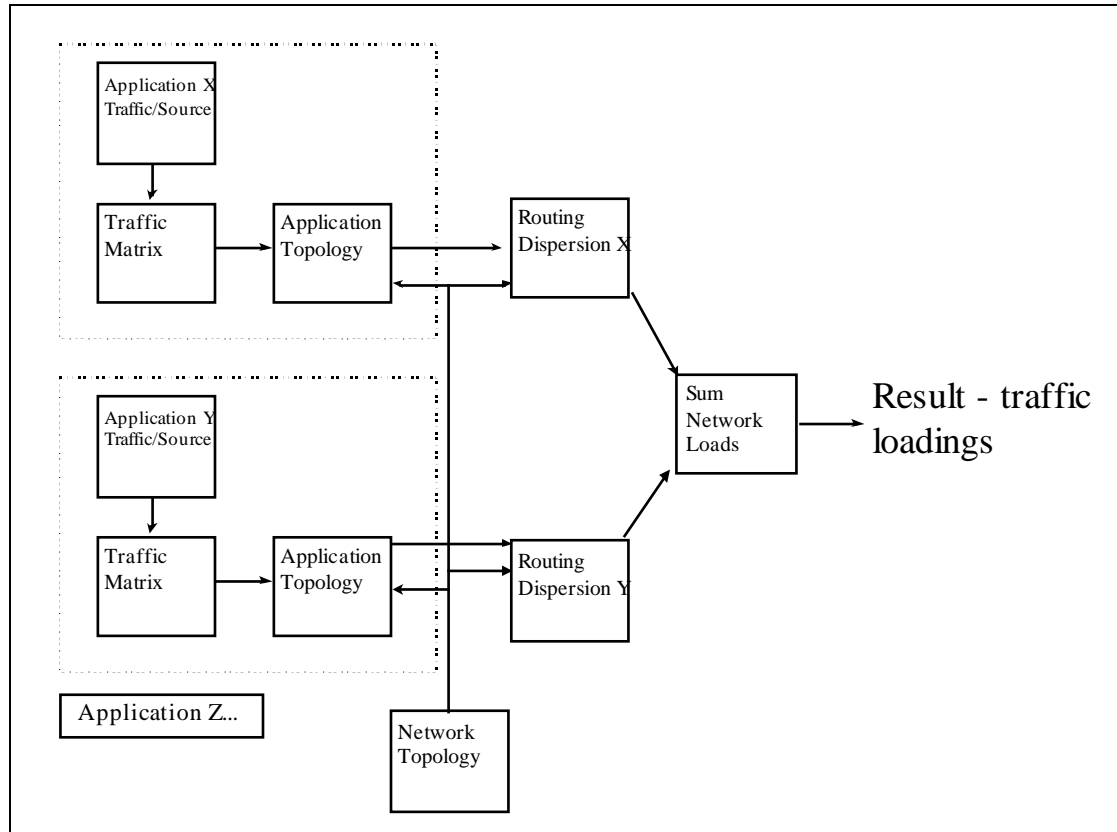 Application X
Traffic/Source
Traffic
Matrix
Application
Topology
Routing
Dispersion X
Application Y
Traffic/Source
Traffic
Matrix
Application
Topology
Routing
Dispersion Y
Sum
Network
Loads
Result - traffic
loadings
Application Z...
Network
Topology